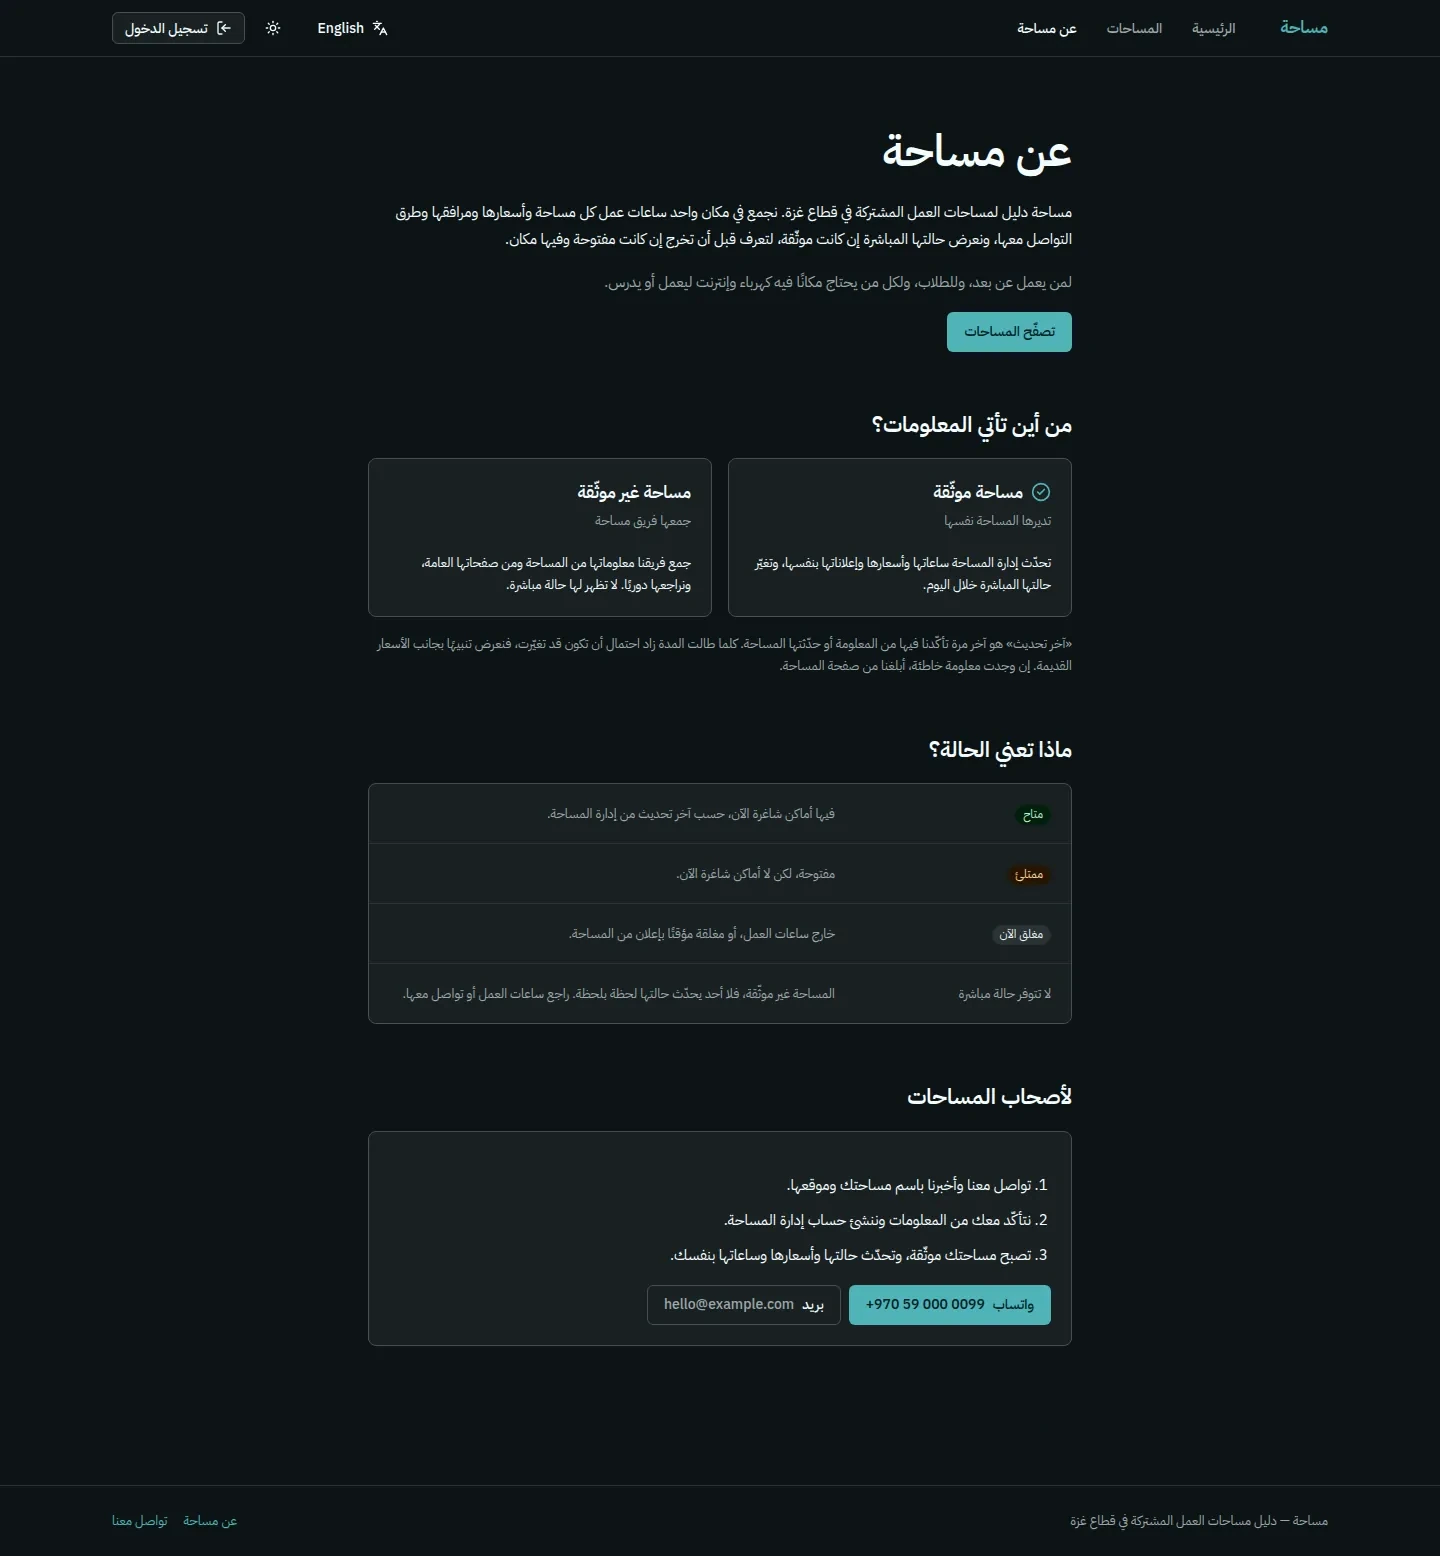 مساحة
الرئيسية
المساحات
عن مساحة
English
تسجيل الدخول
عن مساحة
مساحة دليل لمساحات العمل المشتركة في قطاع غزة. نجمع في مكان واحد ساعات عمل كل مساحة وأسعارها ومرافقها وطرق
التواصل معها، ونعرض حالتها المباشرة إن كانت موثّقة، لتعرف قبل أن تخرج إن كانت مفتوحة وفيها مكان.
لمن يعمل عن بعد، وللطلاب، ولكل من يحتاج مكانًا فيه كهرباء وإنترنت ليعمل أو يدرس.
تصفّح المساحات
من أين تأتي المعلومات؟
مساحة موثّقة
تديرها المساحة نفسها
تحدّث إدارة المساحة ساعاتها وأسعارها وإعلاناتها بنفسها، وتغيّر
حالتها المباشرة خلال اليوم.
مساحة غير موثّقة
جمعها فريق مساحة
جمع فريقنا معلوماتها من المساحة ومن صفحاتها العامة،
ونراجعها دوريًا. لا تظهر لها حالة مباشرة.
«آخر تحديث» هو آخر مرة تأكّدنا فيها من المعلومة أو حدّثتها المساحة. كلما طالت المدة زاد احتمال أن تكون قد تغيّرت، فنعرض تنبيهًا بجانب الأسعار
القديمة. إن وجدت معلومة خاطئة، أبلغنا من صفحة المساحة.
ماذا تعني الحالة؟
متاح
فيها أماكن شاغرة الآن، حسب آخر تحديث من إدارة المساحة.
ممتلئ
مفتوحة، لكن لا أماكن شاغرة الآن.
مغلق الآن
خارج ساعات العمل، أو مغلقة مؤقتًا بإعلان من المساحة.
لا تتوفر حالة مباشرة
المساحة غير موثّقة، فلا أحد يحدّث حالتها لحظة بلحظة. راجع ساعات العمل أو تواصل معها.
لأصحاب المساحات
1. تواصل معنا وأخبرنا باسم مساحتك وموقعها.
2. نتأكّد معك من المعلومات وننشئ حساب إدارة المساحة.
3. تصبح مساحتك موثّقة، وتحدّث حالتها وأسعارها وساعاتها بنفسك.
واتساب +970 59 000 0099
بريد hello@example.com
مساحة — دليل مساحات العمل المشتركة في قطاع غزة
عن مساحة
تواصل معنا